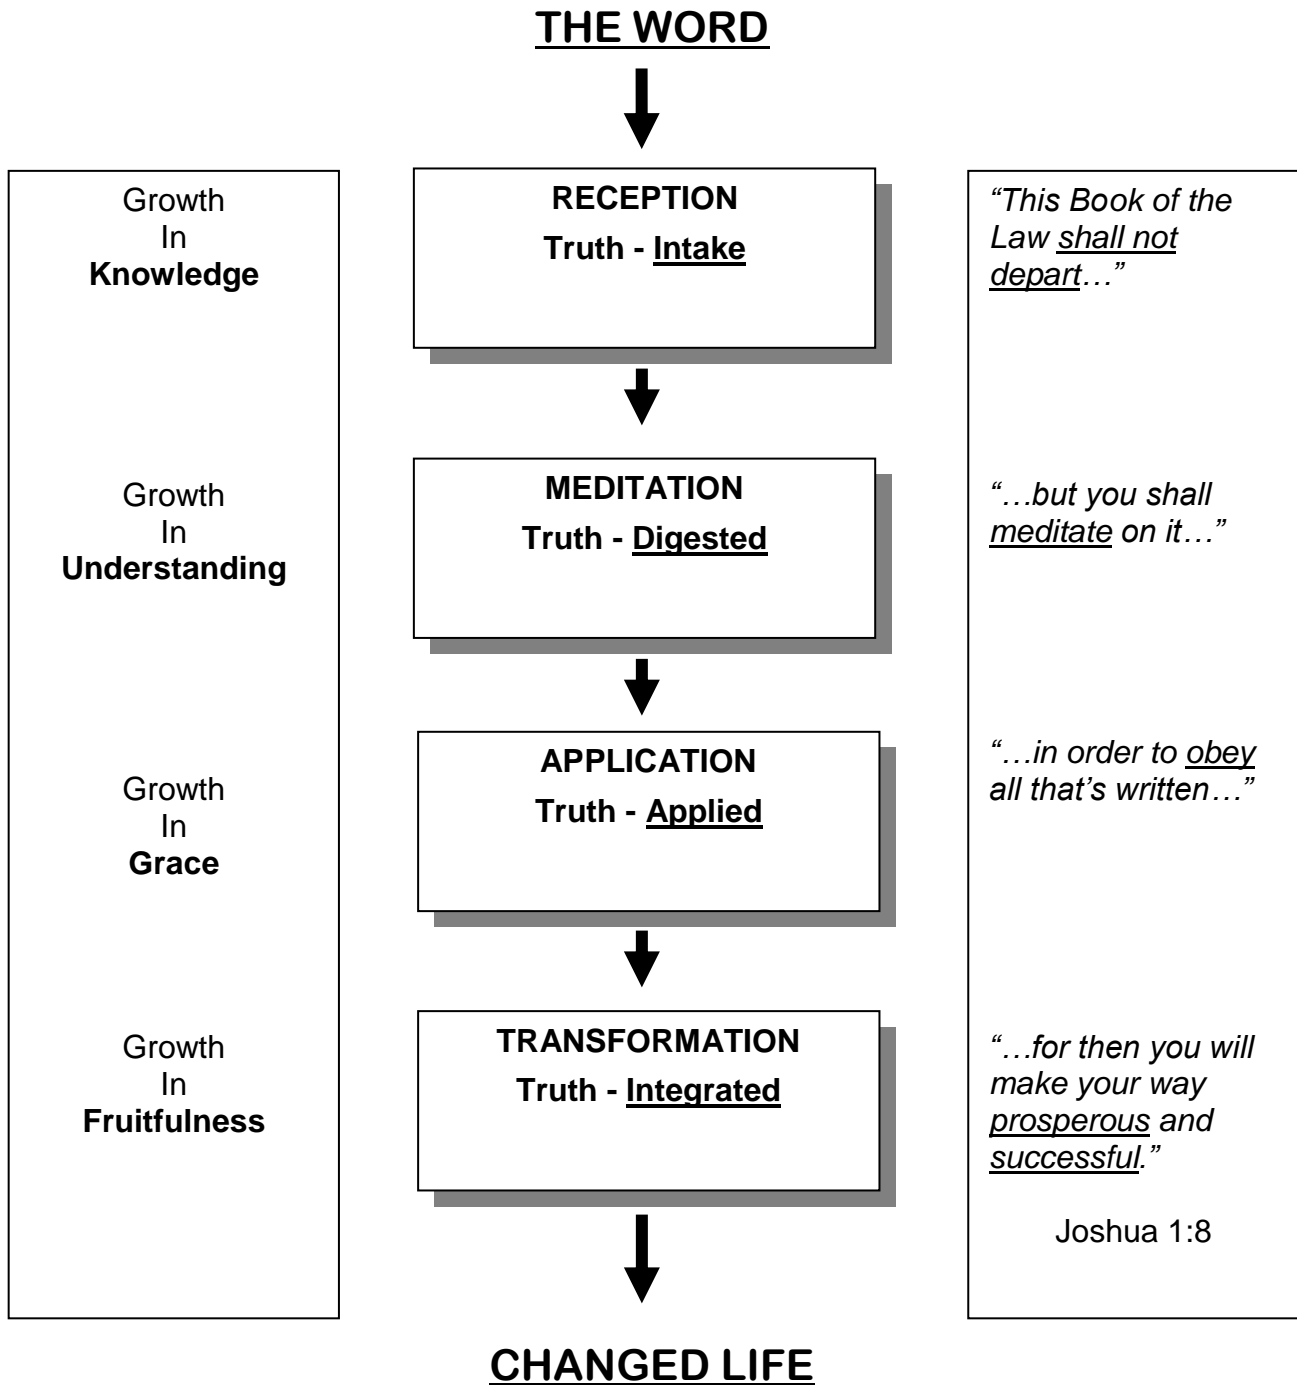 THE WORD
Growth
In
Knowledge
RECEPTION
Truth - Intake
“This Book of the
Law shall not
depart…”
Growth
In
Understanding
MEDITATION
Truth - Digested
“…but you shall
meditate on it…”
Growth
In
Grace
APPLICATION
Truth - Applied
“…in order to obey
all that’s written…”
Growth
In
Fruitfulness
TRANSFORMATION
Truth - Integrated
“…for then you will
make your way
prosperous and
successful.”
Joshua 1:8
CHANGED LIFE